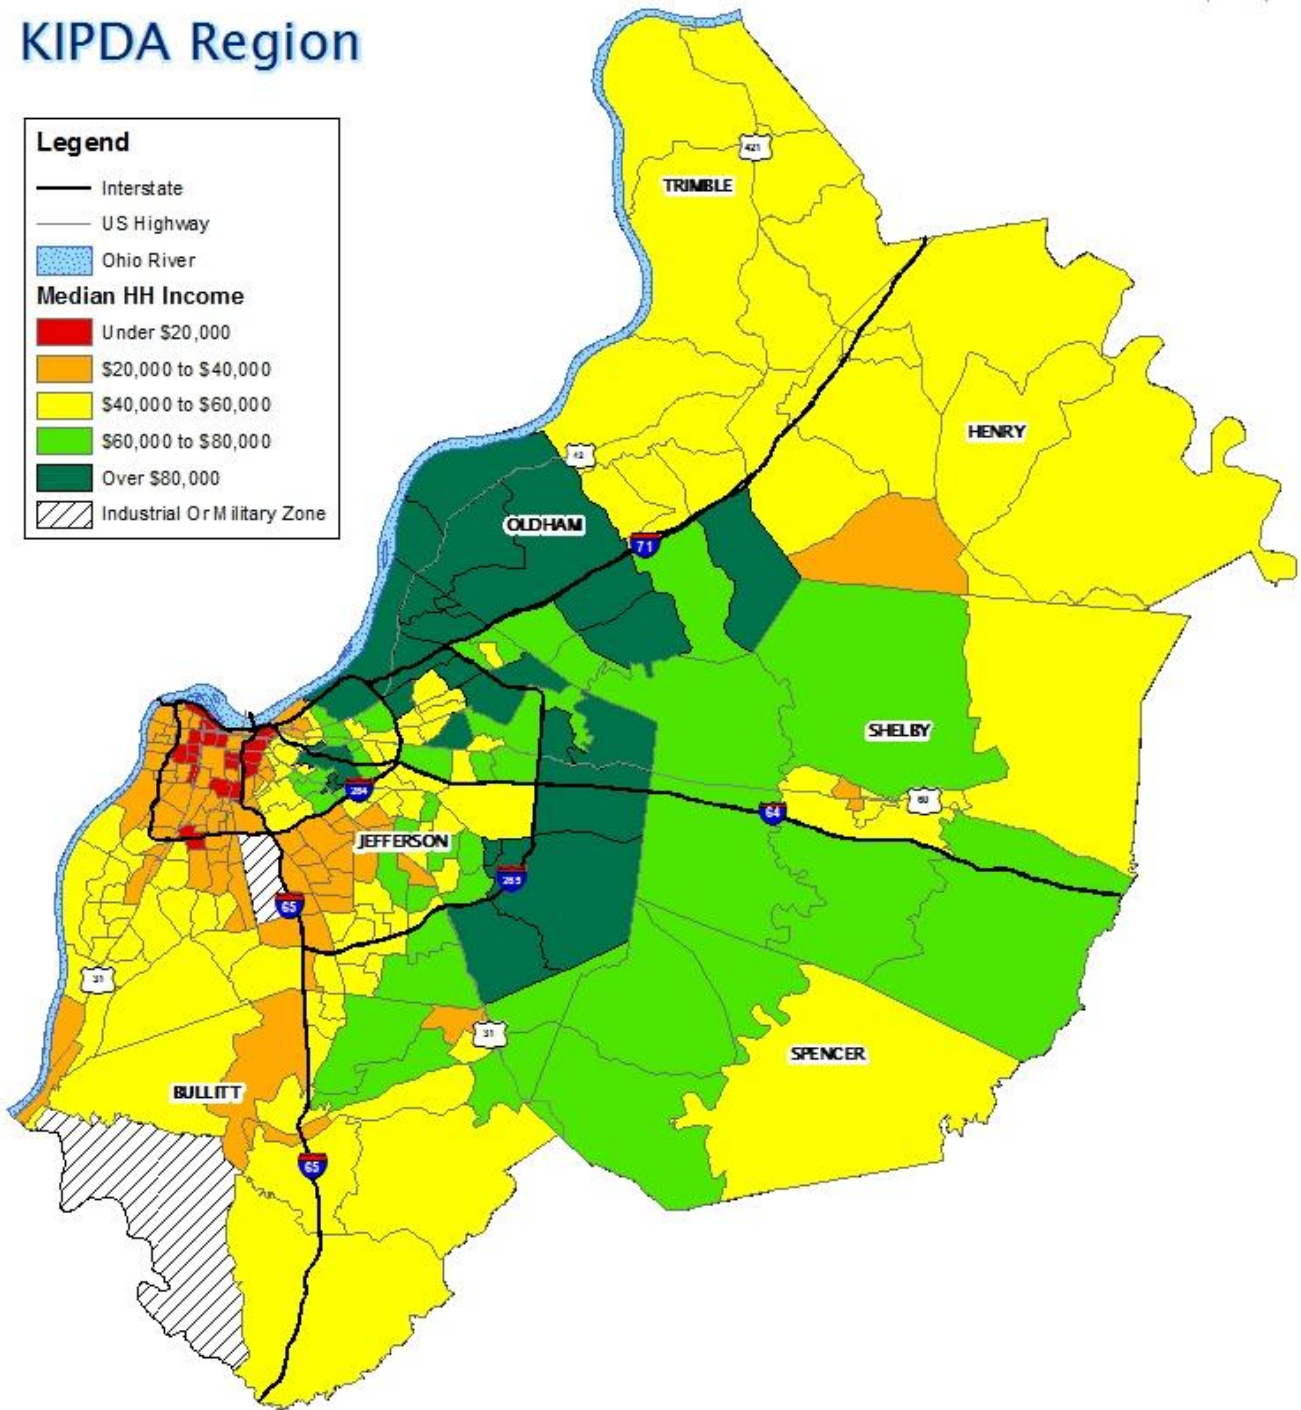 KIPDA Region
Legend
Interstate
US Highway
Ohio River
Median HH Income
Under $20,000
$20,000 to $40,000
$40,000 to $60,000
$60,000 to $80,000
Over $80,000
Industrial Or Military Zone
421
TRIMBLE
HENRY
42
OLDHAM
71
SHELBY
264
60
64
JEFFERSON
265
65
31
31
SPENCER
BULLITT
65